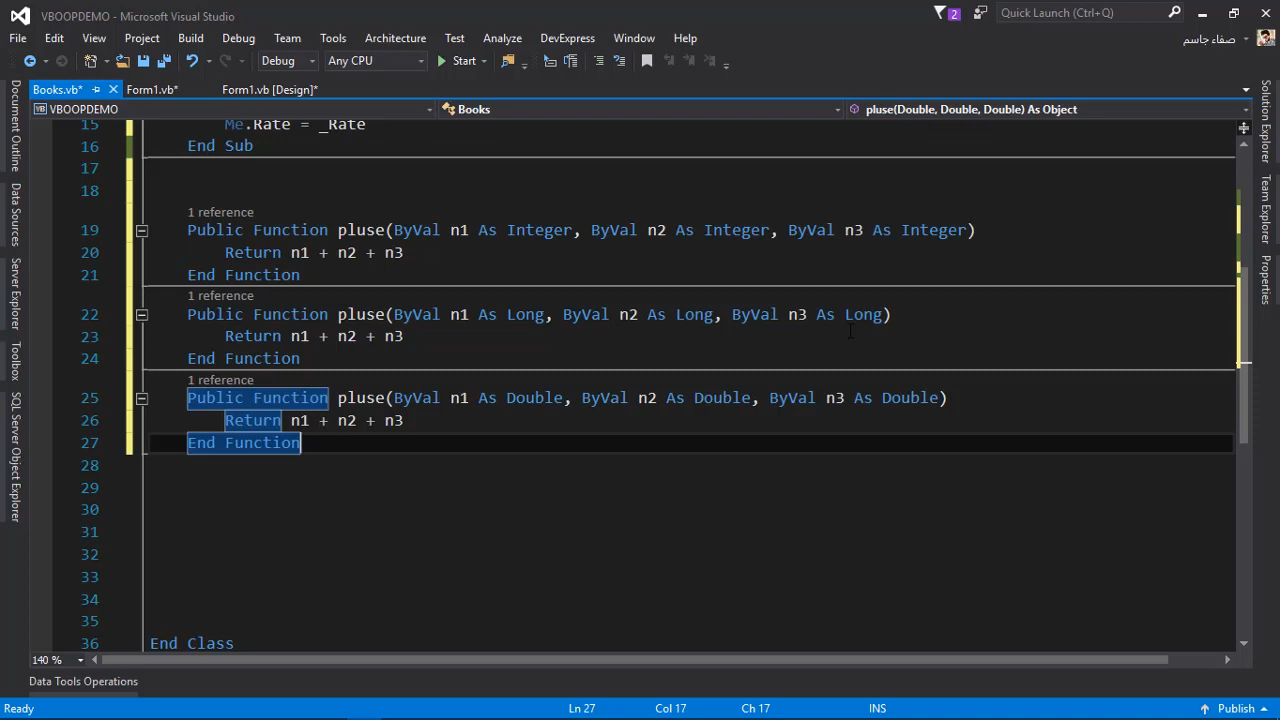 VBOOPDEMO - Microsoft Visual Studio
2
Quick Launch (Ctrl+Q)
File Edit View Project Build Debug Team Tools Architecture Test Analyze DevExpress Window Help
صفاء جاسم
Debug Any CPU Start
Books.vb* Form1.vb* Form1.vb [Design]*
VBOOPDEMO Books pluse(Double, Double, Double) As Object
Document Outline
Data Sources
Server Explorer
Toolbox
SQL Server Object Explorer
15 Me.Rate = _Rate
16 End Sub
17
18
1 reference
19 Public Function pluse(ByVal n1 As Integer, ByVal n2 As Integer, ByVal n3 As Integer)
20 Return n1 + n2 + n3
21 End Function
1 reference
22 Public Function pluse(ByVal n1 As Long, ByVal n2 As Long, ByVal n3 As Long)
23 Return n1 + n2 + n3
24 End Function
1 reference
25 Public Function pluse(ByVal n1 As Double, ByVal n2 As Double, ByVal n3 As Double)
26 Return n1 + n2 + n3
27 End Function
28
29
30
31
32
33
34
35
36 End Class
Solution Explorer
Team Explorer
Properties
140 %
Data Tools Operations
Ready Ln 27 Col 17 Ch 17 INS Publish